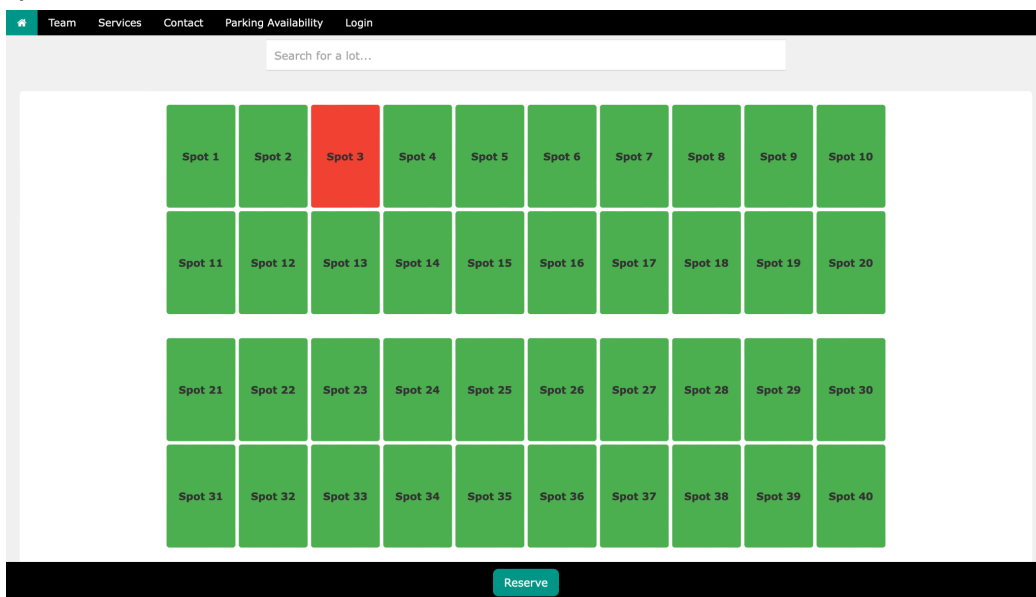 Team Services Contact Parking Availability Login
Search for a lot...
Spot 1 Spot 2 Spot 3 Spot 4 Spot 5 Spot 6 Spot 7 Spot 8 Spot 9 Spot 10
Spot 11 Spot 12 Spot 13 Spot 14 Spot 15 Spot 16 Spot 17 Spot 18 Spot 19 Spot 20
Spot 21 Spot 22 Spot 23 Spot 24 Spot 25 Spot 26 Spot 27 Spot 28 Spot 29 Spot 30
Spot 31 Spot 32 Spot 33 Spot 34 Spot 35 Spot 36 Spot 37 Spot 38 Spot 39 Spot 40
Reserve